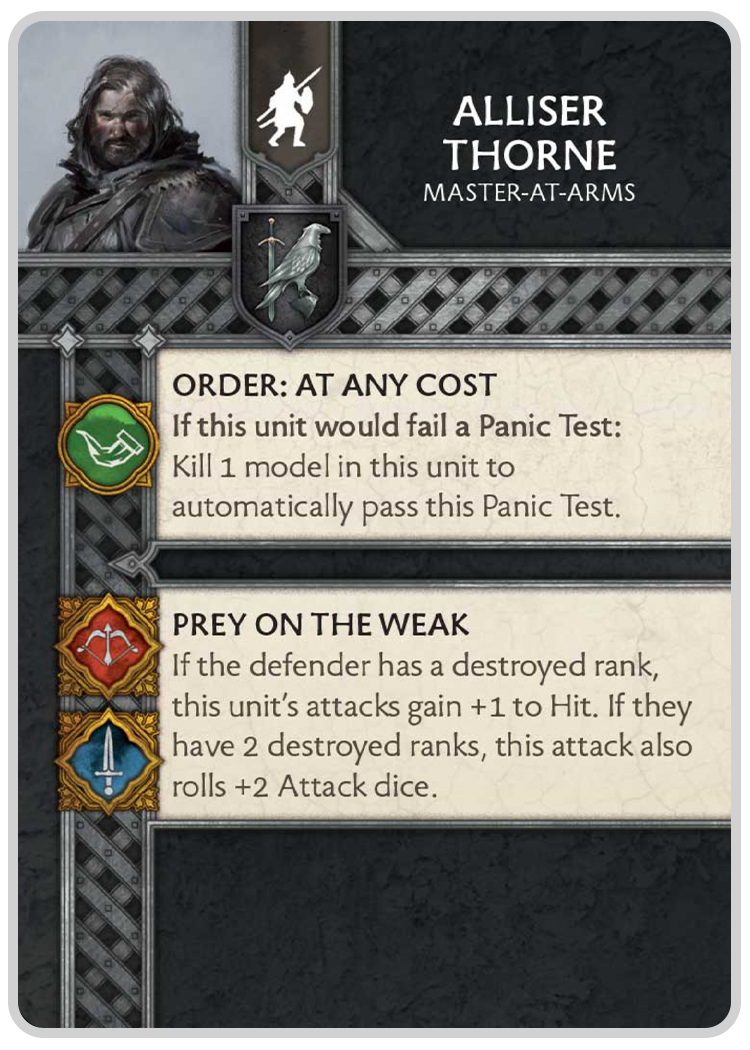 ALLISER
THORNE
MASTER-AT-ARMS
ORDER: AT ANY COST
If this unit would fail a Panic Test:
Kill 1 model in this unit to
automatically pass this Panic Test.
PREY ON THE WEAK
If the defender has a destroyed rank,
this unit's attacks gain +1 to Hit. If they
have 2 destroyed ranks, this attack also
rolls +2 Attack dice.